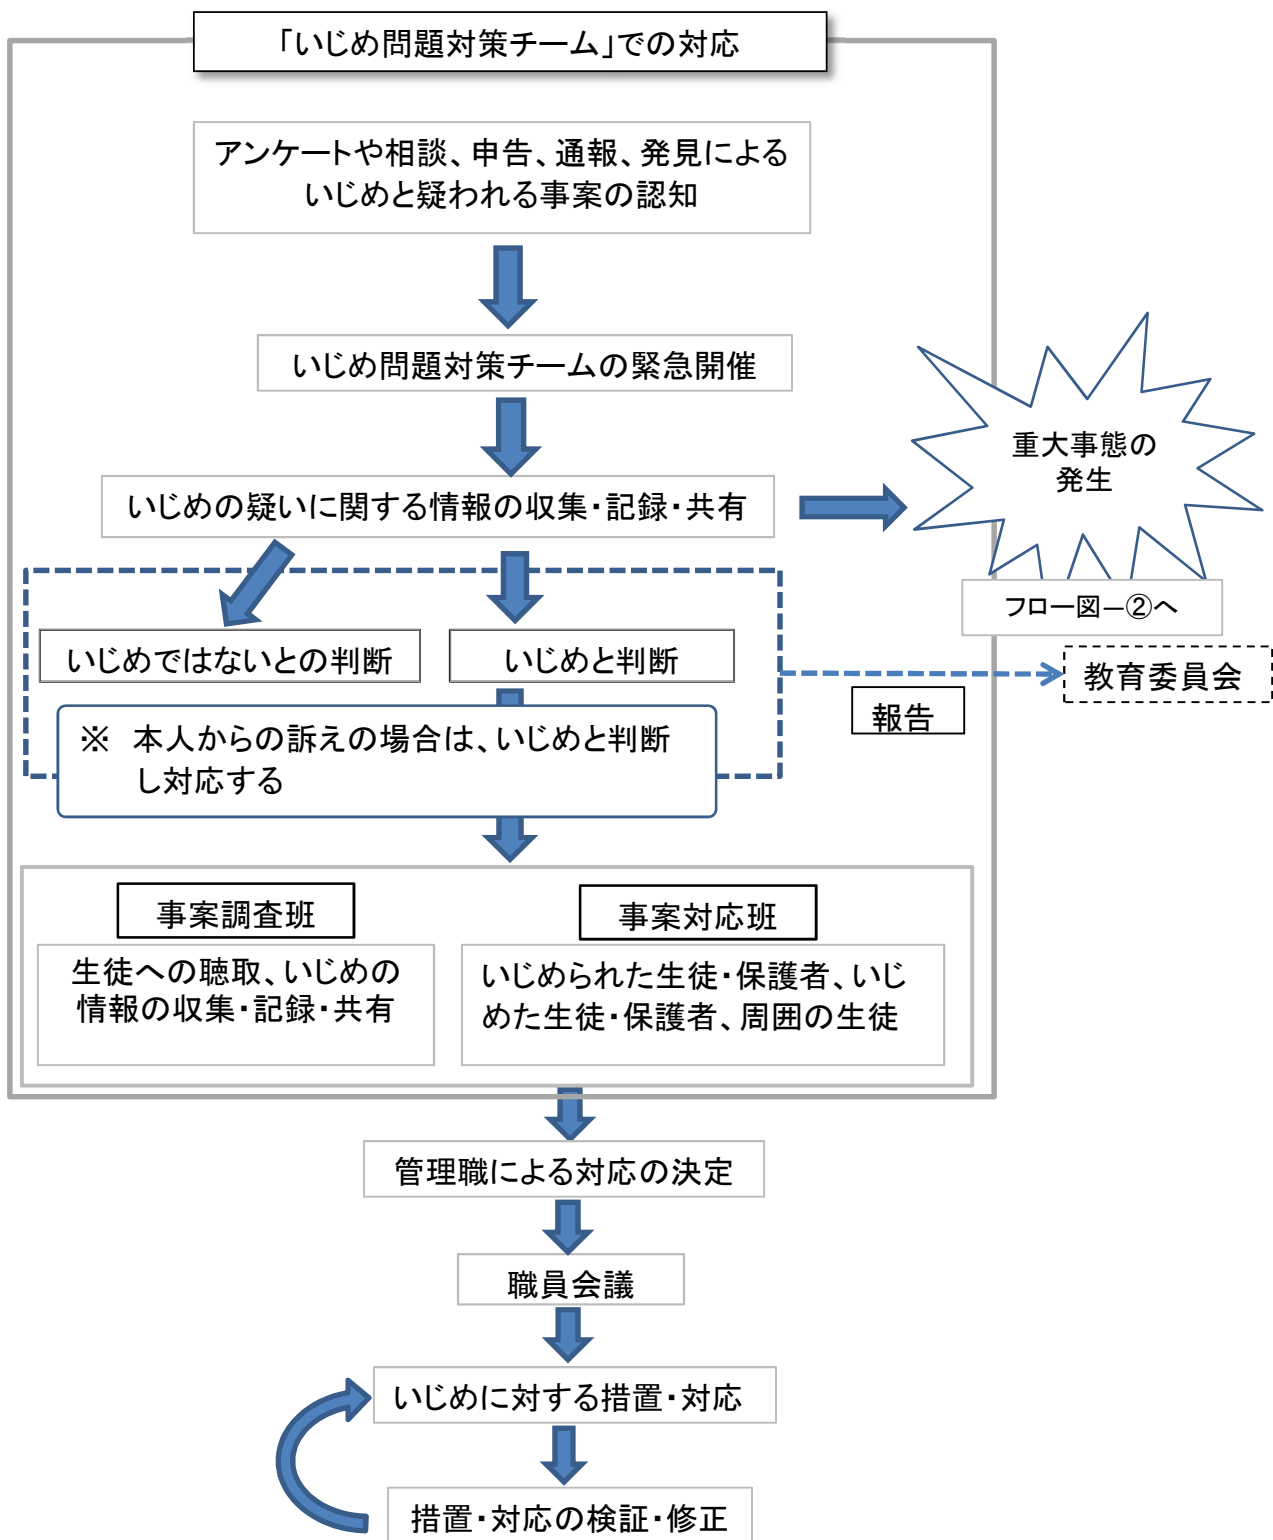 「いじめ問題対策チーム」での対応
アンケートや相談、申告、通報、発見による
いじめと疑われる事案の認知
いじめ問題対策チームの緊急開催
重大事態の
発生
いじめの疑いに関する情報の収集・記録・共有
フロー図―②へ
いじめではないとの判断
いじめと判断
教育委員会
報告
※ 本人からの訴えの場合は、いじめと判断
し対応する
事案調査班
事案対応班
生徒への聴取、いじめの
情報の収集・記録・共有
いじめられた生徒・保護者、いじ
めた生徒・保護者、周囲の生徒
管理職による対応の決定
職員会議
いじめに対する措置・対応
措置・対応の検証・修正